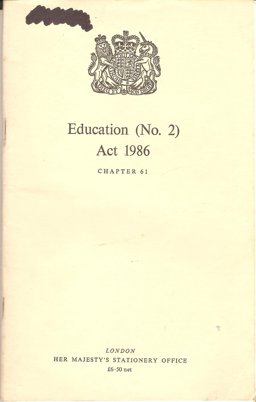 Education (No. 2)
Act 1986
CHAPTER 61
LONDON
HER MAJESTY'S STATIONERY OFFICE
£6·50 net